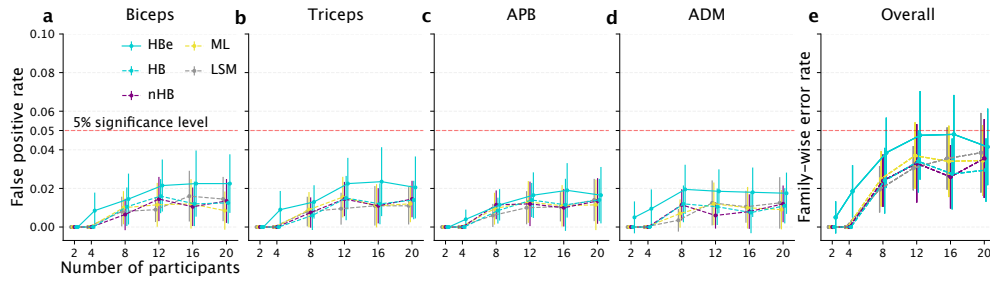 a Biceps b Triceps c APB d ADM e Overall
0.10
0.08
0.06
0.05
0.04
0.02
0.00
False positive rate
HBe
HB
nHB
ML
LSM
5% significance level
Family-wise error rate
2 4 8 12 16 20
2 4 8 12 16 20
2 4 8 12 16 20
2 4 8 12 16 20
2 4 8 12 16 20
Number of participants